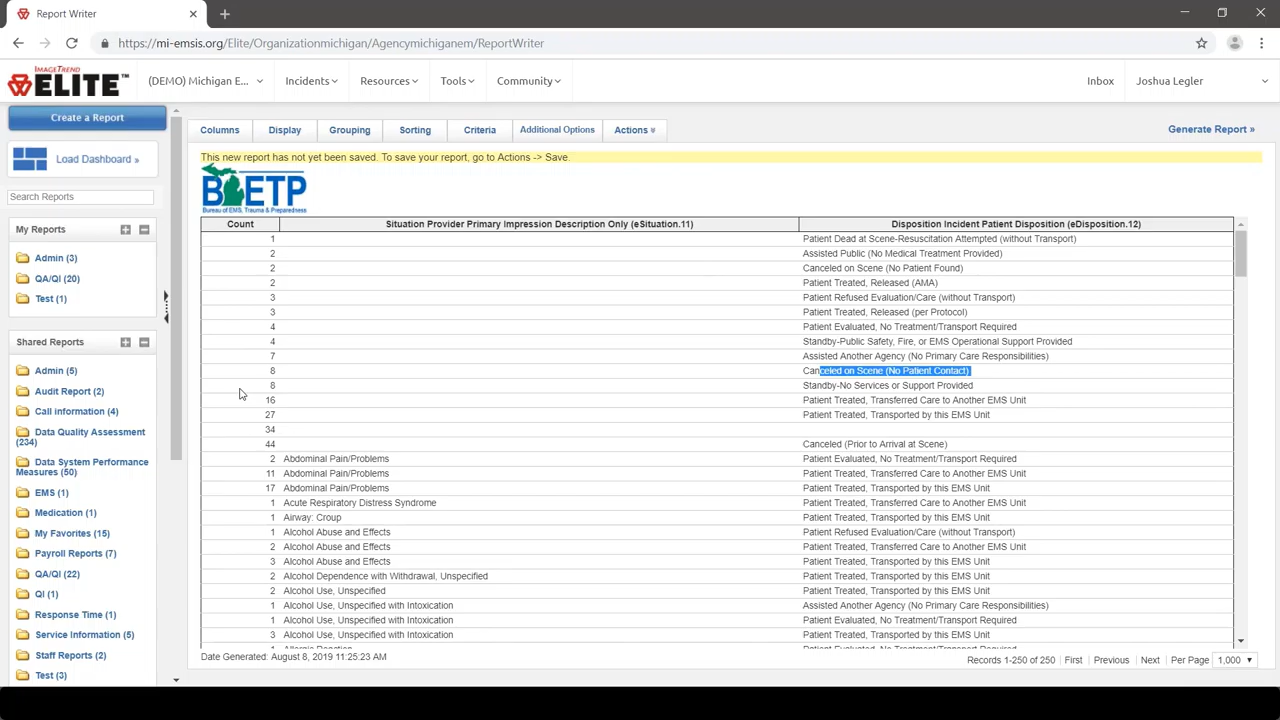 Report Writer
https://mi-emsis.org/Elite/Organizationmichigan/Agencymichiganem/ReportWriter
IMAGETREND
ELITE™
(DEMO) Michigan E...
Incidents
Resources
Tools
Community
Inbox
Joshua Legler
Create a Report
Load Dashboard »
Search Reports
My Reports
Admin (3)
QA/QI (20)
Test (1)
Shared Reports
Admin (5)
Audit Report (2)
Call information (4)
Data Quality Assessment
(234)
Data System Performance
Measures (50)
EMS (1)
Medication (1)
My Favorites (15)
Payroll Reports (7)
QA/QI (22)
QI (1)
Response Time (1)
Service Information (5)
Staff Reports (2)
Test (3)
Columns
Display
Grouping
Sorting
Criteria
Additional Options
Actions
Generate Report »
This new report has not yet been saved. To save your report, go to Actions -> Save.
BETP
Bureau of EMS, Trauma & Preparedness
Count Situation Provider Primary Impression Description Only (eSituation.11) Disposition Incident Patient Disposition (eDisposition.12)
1 Patient Dead at Scene-Resuscitation Attempted (without Transport)
2 Assisted Public (No Medical Treatment Provided)
2 Canceled on Scene (No Patient Found)
2 Patient Treated, Released (AMA)
3 Patient Refused Evaluation/Care (without Transport)
3 Patient Treated, Released (per Protocol)
4 Patient Evaluated, No Treatment/Transport Required
4 Standby-Public Safety, Fire, or EMS Operational Support Provided
7 Assisted Another Agency (No Primary Care Responsibilities)
8 Canceled on Scene (No Patient Contact)
8 Standby-No Services or Support Provided
16 Patient Treated, Transferred Care to Another EMS Unit
27 Patient Treated, Transported by this EMS Unit
34
44 Canceled (Prior to Arrival at Scene)
2 Abdominal Pain/Problems Patient Evaluated, No Treatment/Transport Required
11 Abdominal Pain/Problems Patient Treated, Transferred Care to Another EMS Unit
17 Abdominal Pain/Problems Patient Treated, Transported by this EMS Unit
1 Acute Respiratory Distress Syndrome Patient Treated, Transferred Care to Another EMS Unit
1 Airway: Croup Patient Treated, Transported by this EMS Unit
1 Alcohol Abuse and Effects Patient Refused Evaluation/Care (without Transport)
2 Alcohol Abuse and Effects Patient Treated, Transferred Care to Another EMS Unit
3 Alcohol Abuse and Effects Patient Treated, Transported by this EMS Unit
2 Alcohol Dependence with Withdrawal, Unspecified Patient Treated, Transported by this EMS Unit
2 Alcohol Use, Unspecified Patient Treated, Transported by this EMS Unit
1 Alcohol Use, Unspecified with Intoxication Assisted Another Agency (No Primary Care Responsibilities)
1 Alcohol Use, Unspecified with Intoxication Patient Evaluated, No Treatment/Transport Required
3 Alcohol Use, Unspecified with Intoxication Patient Treated, Transported by this EMS Unit
Date Generated: August 8, 2019 11:25:23 AM
Records 1-250 of 250 First Previous Next Per Page 1,000